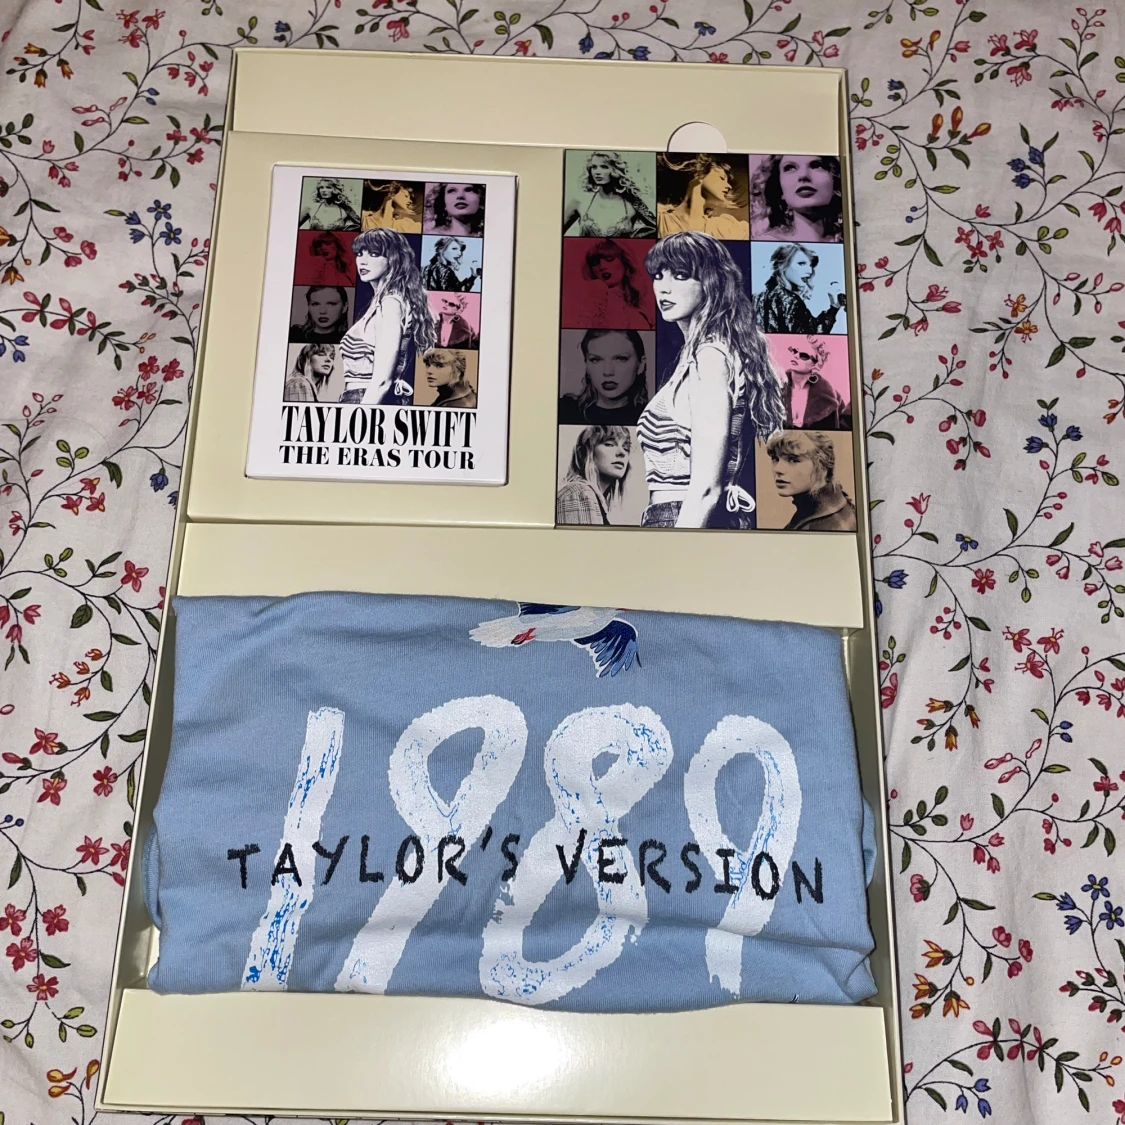 TAYLOR SWIFT
THE ERAS TOUR
1989
TAYLOR'S VERSION